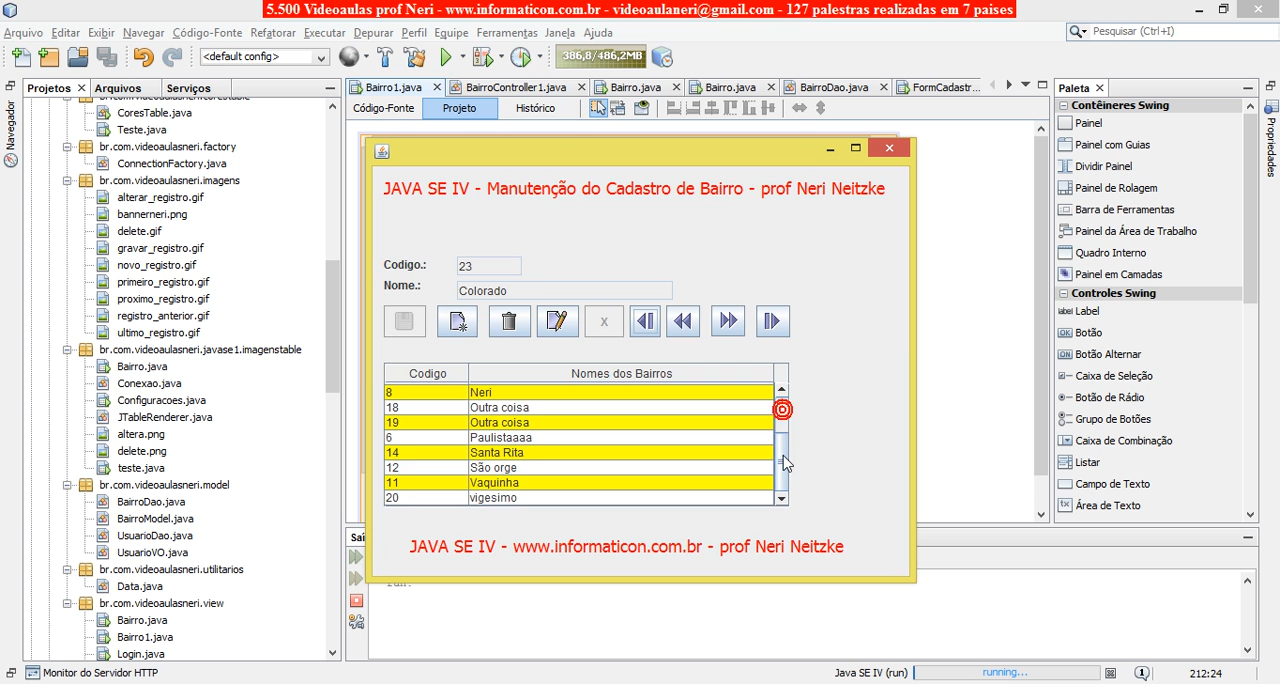 5.500 Videoaulas prof Neri - www.informaticon.com.br - videoaulaneri@gmail.com - 127 palestras realizadas em 7 paises
Arquivo Editar Exibir Navegar Código-Fonte Refatorar Executar Depurar Perfil Equipe Ferramentas Janela Ajuda
Pesquisar (Ctrl+I)
<default config>
386,8/486,2MB
Projetos
Arquivos
Serviços
Navegador
CoresTable.java
Teste.java
br.com.videoaulasneri.factory
ConnectionFactory.java
br.com.videoaulasneri.imagens
alterar_registro.gif
bannerneri.png
delete.gif
gravar_registro.gif
novo_registro.gif
primeiro_registro.gif
proximo_registro.gif
registro_anterior.gif
ultimo_registro.gif
br.com.videoaulasneri.javase1.imagenstable
Bairro.java
Conexao.java
Configuracoes.java
JTableRenderer.java
altera.png
delete.png
teste.java
br.com.videoaulasneri.model
BairroDao.java
BairroModel.java
UsuarioDao.java
UsuarioVO.java
br.com.videoaulasneri.utilitarios
Data.java
br.com.videoaulasneri.view
Bairro.java
Bairro1.java
Login.java
Bairro1.java
BairroController1.java
Bairro.java
Bairro.java
BairroDao.java
FormCadastr...
Código-Fonte
Projeto
Histórico
JAVA SE IV - Manutenção do Cadastro de Bairro - prof Neri Neitzke
Codigo.: 23
Nome.: Colorado
x
Codigo Nomes dos Bairros
8 Neri
18 Outra coisa
19 Outra coisa
6 Paulistaaaa
14 Santa Rita
12 São orge
11 Vaquinha
20 vigesimo
JAVA SE IV - www.informaticon.com.br - prof Neri Neitzke
Paleta
Contêineres Swing
Painel
Painel com Guias
Dividir Painel
Painel de Rolagem
Barra de Ferramentas
Painel da Área de Trabalho
Quadro Interno
Painel em Camadas
Controles Swing
label Label
OK Botão
ON Botão Alternar
Caixa de Seleção
Botão de Rádio
Grupo de Botões
Caixa de Combinação
Listar
Campo de Texto
Área de Texto
Propriedades
Monitor do Servidor HTTP
Java SE IV (run)
running...
1
212:24